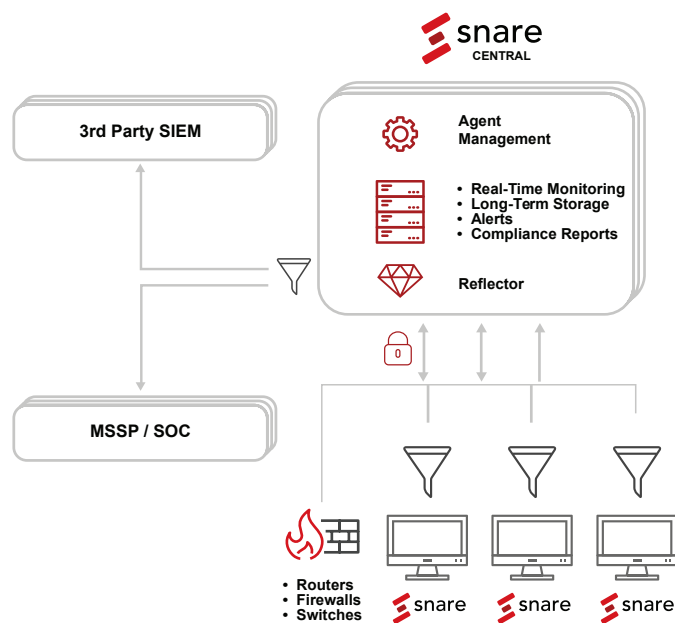 snare
CENTRAL
3rd Party SIEM
Agent
Management
• Real-Time Monitoring
• Long-Term Storage
• Alerts
• Compliance Reports
Reflector
0
MSSP / SOC
• Routers
• Firewalls
• Switches
snare
snare
snare